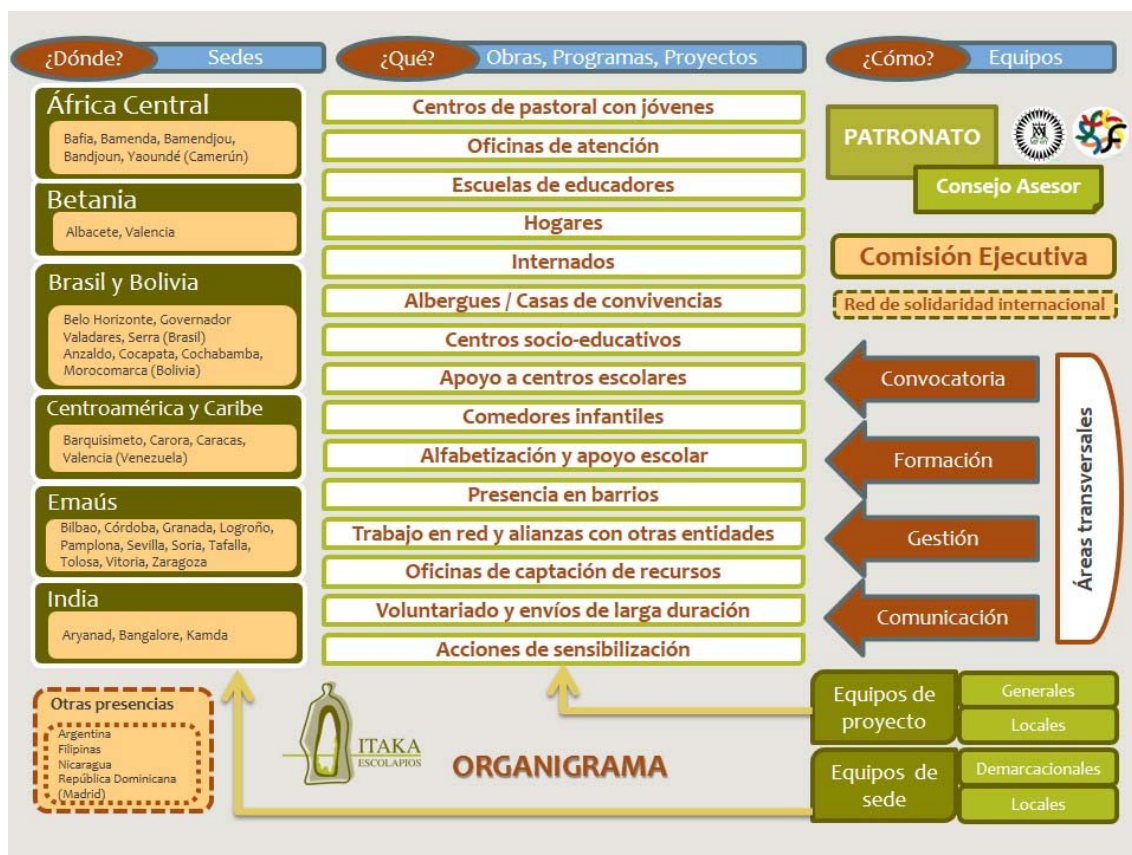 ¿Dónde? Sedes
África Central
Bafia, Bamenda, Bamendjou,
Bandjoun, Yaoundé (Camerún)
Betania
Albacete, Valencia
Brasil y Bolivia
Belo Horizonte, Governador
Valadares, Serra (Brasil)
Anzaldo, Cocapata, Cochabamba,
Morocomarca (Bolivia)
Centroamérica y Caribe
Barquisimeto, Carora, Caracas,
Valencia (Venezuela)
Emaús
Bilbao, Córdoba, Granada, Logroño,
Pamplona, Sevilla, Soria, Tafalla,
Tolosa, Vitoria, Zaragoza
India
Aryanad, Bangalore, Kamda
Otras presencias
Argentina
Filipinas
Nicaragua
República Dominicana
(Madrid)
¿Qué? Obras, Programas, Proyectos
Centros de pastoral con jóvenes
Oficinas de atención
Escuelas de educadores
Hogares
Internados
Albergues / Casas de convivencias
Centros socio-educativos
Apoyo a centros escolares
Comedores infantiles
Alfabetización y apoyo escolar
Presencia en barrios
Trabajo en red y alianzas con otras entidades
Oficinas de captación de recursos
Voluntariado y envíos de larga duración
Acciones de sensibilización
ITAKA
ESCOLAPIOS
ORGANIGRAMA
¿Cómo? Equipos
PATRONATO
Consejo Asesor
Comisión Ejecutiva
Red de solidaridad internacional
Convocatoria
Formación
Gestión
Comunicación
Áreas transversales
Equipos de
proyecto
Generales
Locales
Equipos de
sede
Demarcacionales
Locales